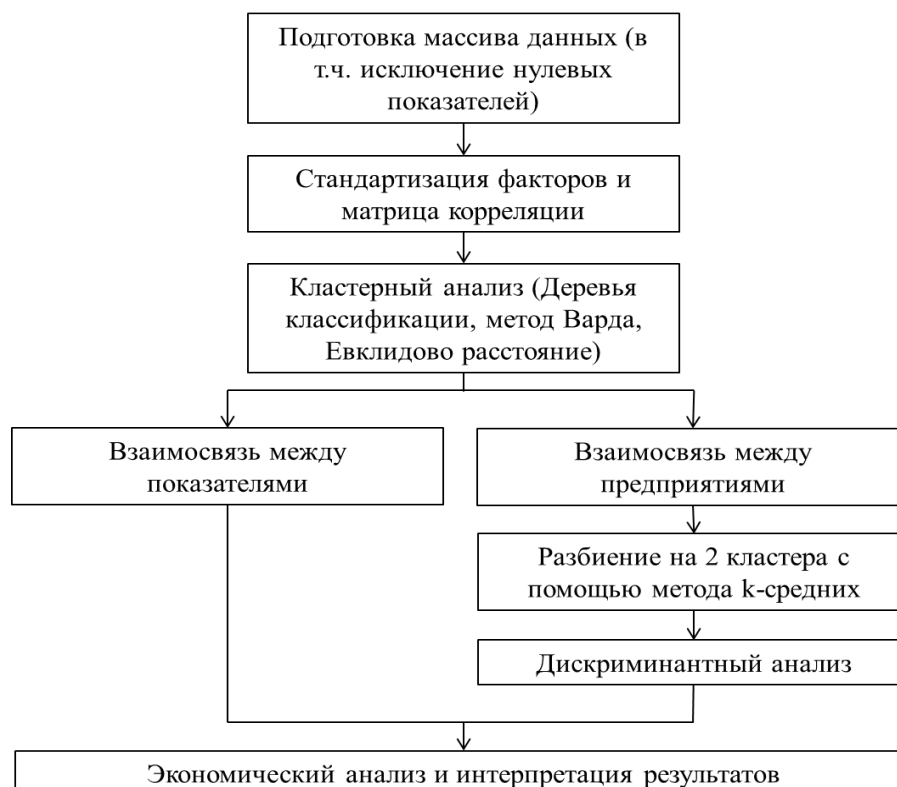 Подготовка массива данных (в
т.ч. исключение нулевых
показателей)
Стандартизация факторов и
матрица корреляции
Кластерный анализ (Деревья
классификации, метод Варда,
Евклидово расстояние)
Взаимосвязь между
показателями
Взаимосвязь между
предприятиями
Разбиение на 2 кластера с
помощью метода k-средних
Дискриминантный анализ
Экономический анализ и интерпретация результатов